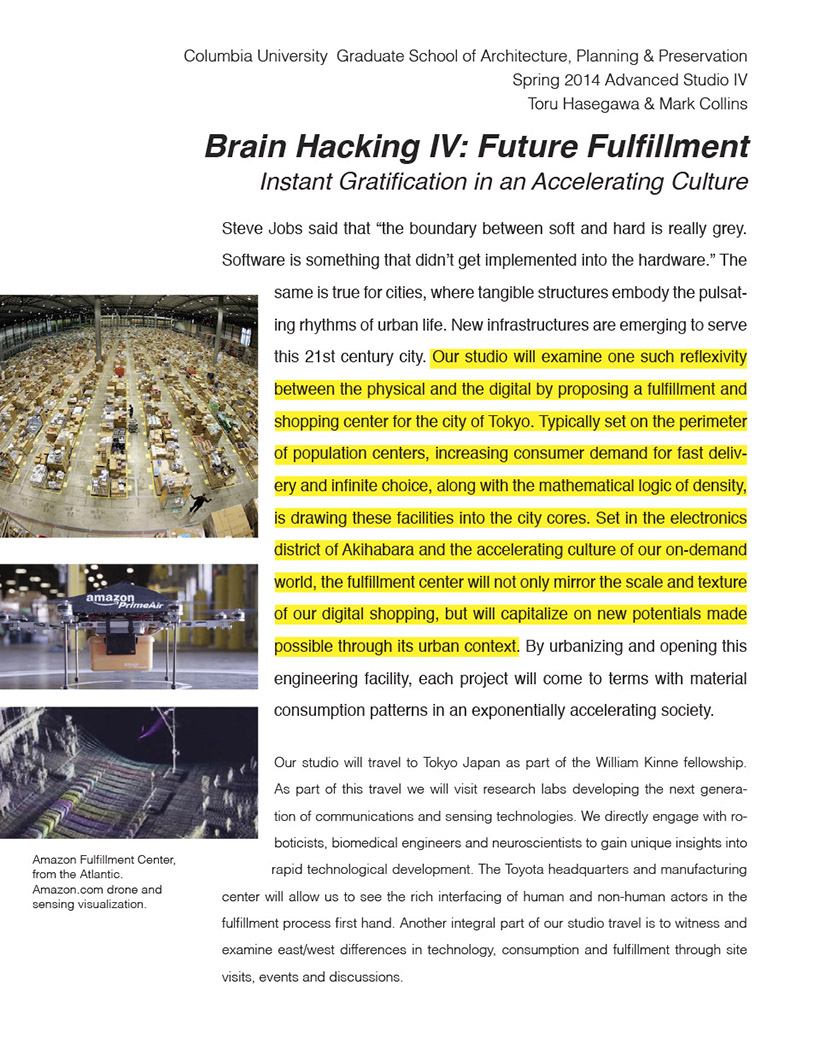 Columbia University  Graduate School of Architecture, Planning & Preservation
Spring 2014 Advanced Studio IV
Toru Hasegawa & Mark Collins
Brain Hacking IV: Future Fulfillment
Instant Gratification in an Accelerating Culture
Steve Jobs said that “the boundary between soft and hard is really grey.
Software is something that didn’t get implemented into the hardware.” The
same is true for cities, where tangible structures embody the pulsat-
ing rhythms of urban life. New infrastructures are emerging to serve
this 21st century city. Our studio will examine one such reflexivity
between the physical and the digital by proposing a fulfillment and
shopping center for the city of Tokyo. Typically set on the perimeter
of population centers, increasing consumer demand for fast deliv-
ery and infinite choice, along with the mathematical logic of density,
is drawing these facilities into the city cores. Set in the electronics
district of Akihabara and the accelerating culture of our on-demand
world, the fulfillment center will not only mirror the scale and texture
of our digital shopping, but will capitalize on new potentials made
possible through its urban context. By urbanizing and opening this
engineering facility, each project will come to terms with material
consumption patterns in an exponentially accelerating society.
amazon
PrimeAir
Our studio will travel to Tokyo Japan as part of the William Kinne fellowship.
As part of this travel we will visit research labs developing the next genera-
tion of communications and sensing technologies. We directly engage with ro-
boticists, biomedical engineers and neuroscientists to gain unique insights into
rapid technological development. The Toyota headquarters and manufacturing
center will allow us to see the rich interfacing of human and non-human actors in the
fulfillment process first hand. Another integral part of our studio travel is to witness and
examine east/west differences in technology, consumption and fulfillment through site
visits, events and discussions.
Amazon Fulfillment Center,
from the Atlantic.
Amazon.com drone and
sensing visualization.